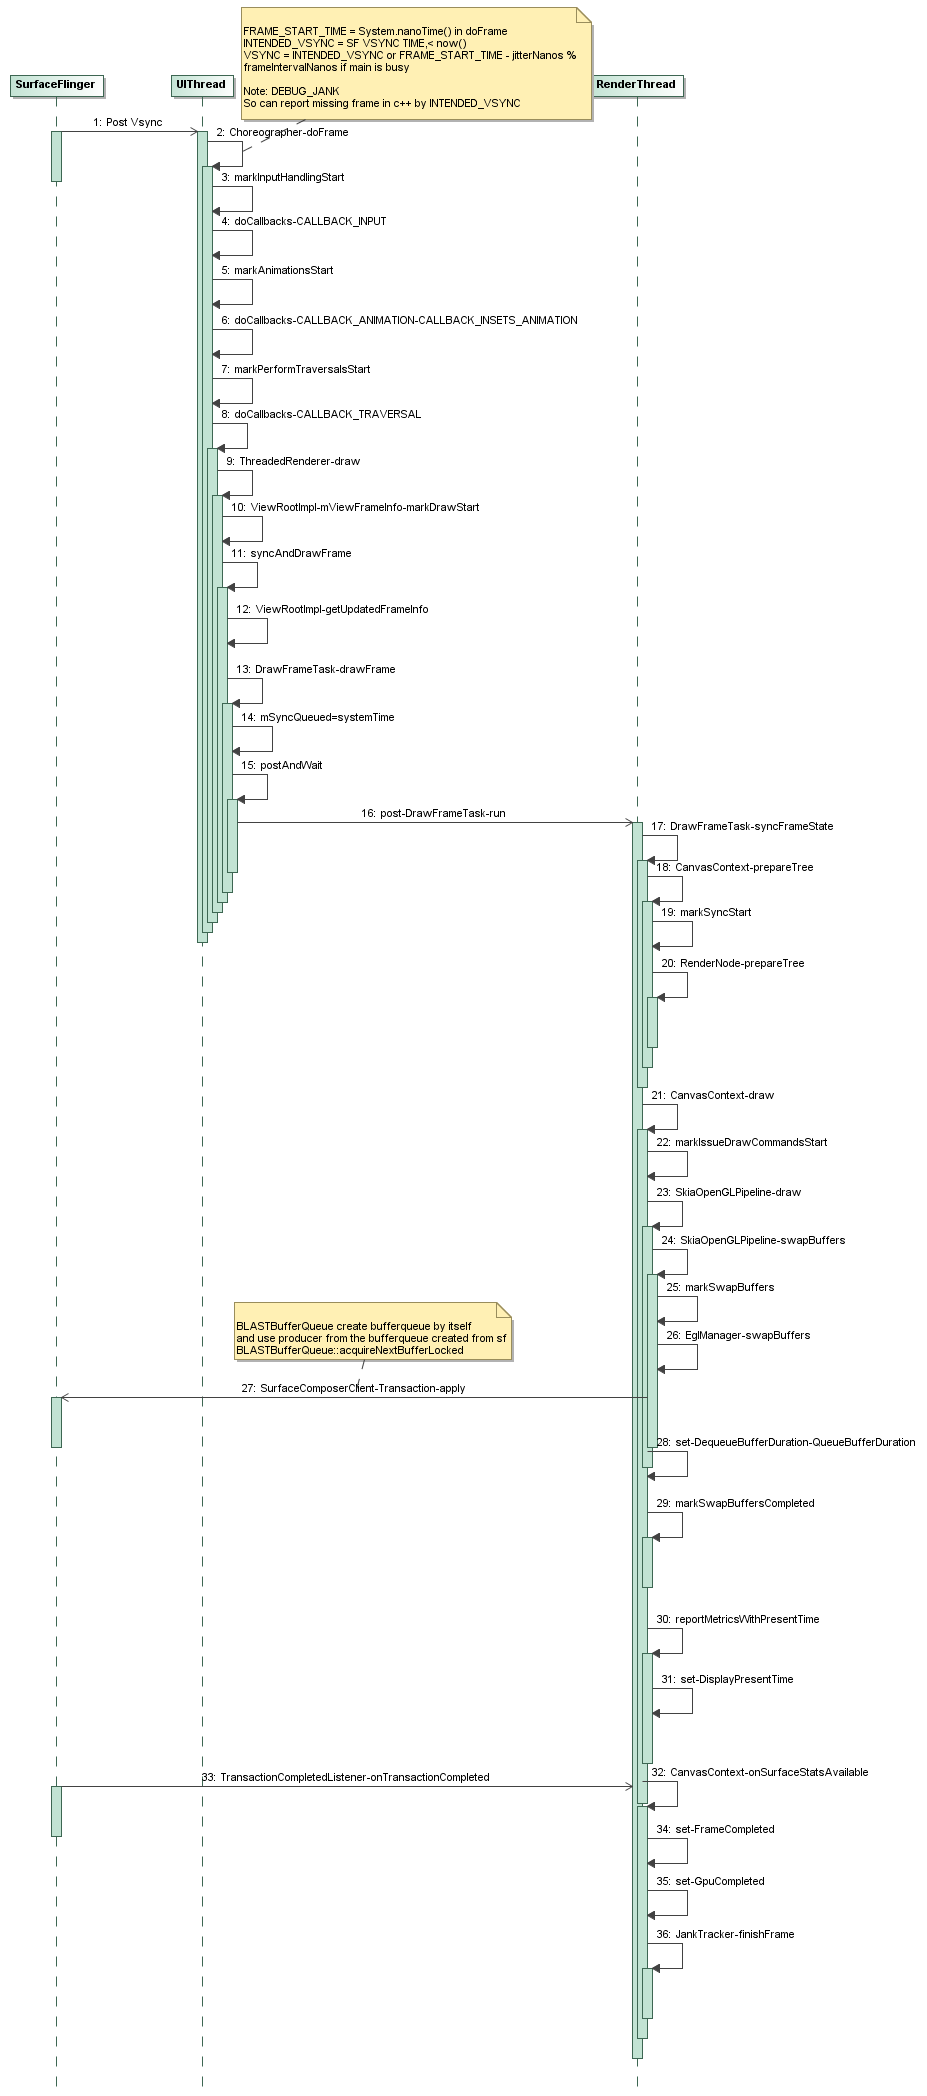 FRAME_START_TIME = System.nanoTime() in doFrame
INTENDED_VSYNC = SF VSYNC TIME,< now()
VSYNC = INTENDED_VSYNC or FRAME_START_TIME - jitterNanos %
frameIntervalNanos if main is busy
Note: DEBUG_JANK
So can report missing frame in c++ by INTENDED_VSYNC
SurfaceFlinger
UIThread
RenderThread
1: Post Vsync
2: Choreographer-doFrame
3: markInputHandlingStart
4: doCallbacks-CALLBACK_INPUT
5: markAnimationsStart
6: doCallbacks-CALLBACK_ANIMATION-CALLBACK_INSETS_ANIMATION
7: markPerformTraversalsStart
8: doCallbacks-CALLBACK_TRAVERSAL
9: ThreadedRenderer-draw
10: ViewRootImpl-mViewFrameInfo-markDrawStart
11: syncAndDrawFrame
12: ViewRootImpl-getUpdatedFrameInfo
13: DrawFrameTask-drawFrame
14: mSyncQueued=systemTime
15: postAndWait
16: post-DrawFrameTask-run
17: DrawFrameTask-syncFrameState
18: CanvasContext-prepareTree
19: markSyncStart
20: RenderNode-prepareTree
21: CanvasContext-draw
22: markIssueDrawCommandsStart
23: SkiaOpenGLPipeline-draw
24: SkiaOpenGLPipeline-swapBuffers
25: markSwapBuffers
BLASTBufferQueue create bufferqueue by itself
and use producer from the bufferqueue created from sf
BLASTBufferQueue::acquireNextBufferLocked
26: EglManager-swapBuffers
27: SurfaceComposerClient-Transaction-apply
28: set-DequeueBufferDuration-QueueBufferDuration
29: markSwapBuffersCompleted
30: reportMetricsWithPresentTime
31: set-DisplayPresentTime
32: CanvasContext-onSurfaceStatsAvailable
33: TransactionCompletedListener-onTransactionCompleted
34: set-FrameCompleted
35: set-GpuCompleted
36: JankTracker-finishFrame